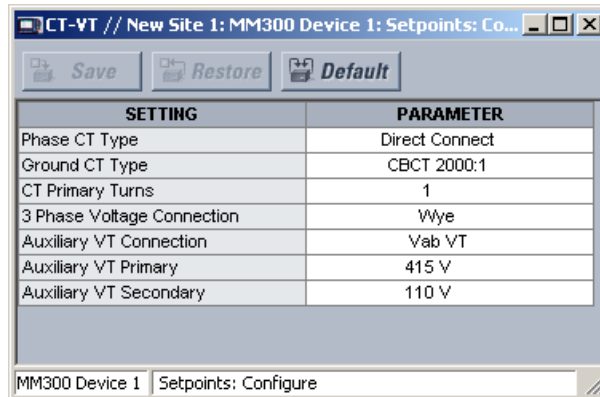 CT-VT // New Site 1: MM300 Device 1: Setpoints: Co...
Save Restore Default
SETTING PARAMETER
Phase CT Type Direct Connect
Ground CT Type CBCT 2000:1
CT Primary Turns 1
3 Phase Voltage Connection Wye
Auxiliary VT Connection Vab VT
Auxiliary VT Primary 415 V
Auxiliary VT Secondary 110 V
MM300 Device 1 Setpoints: Configure